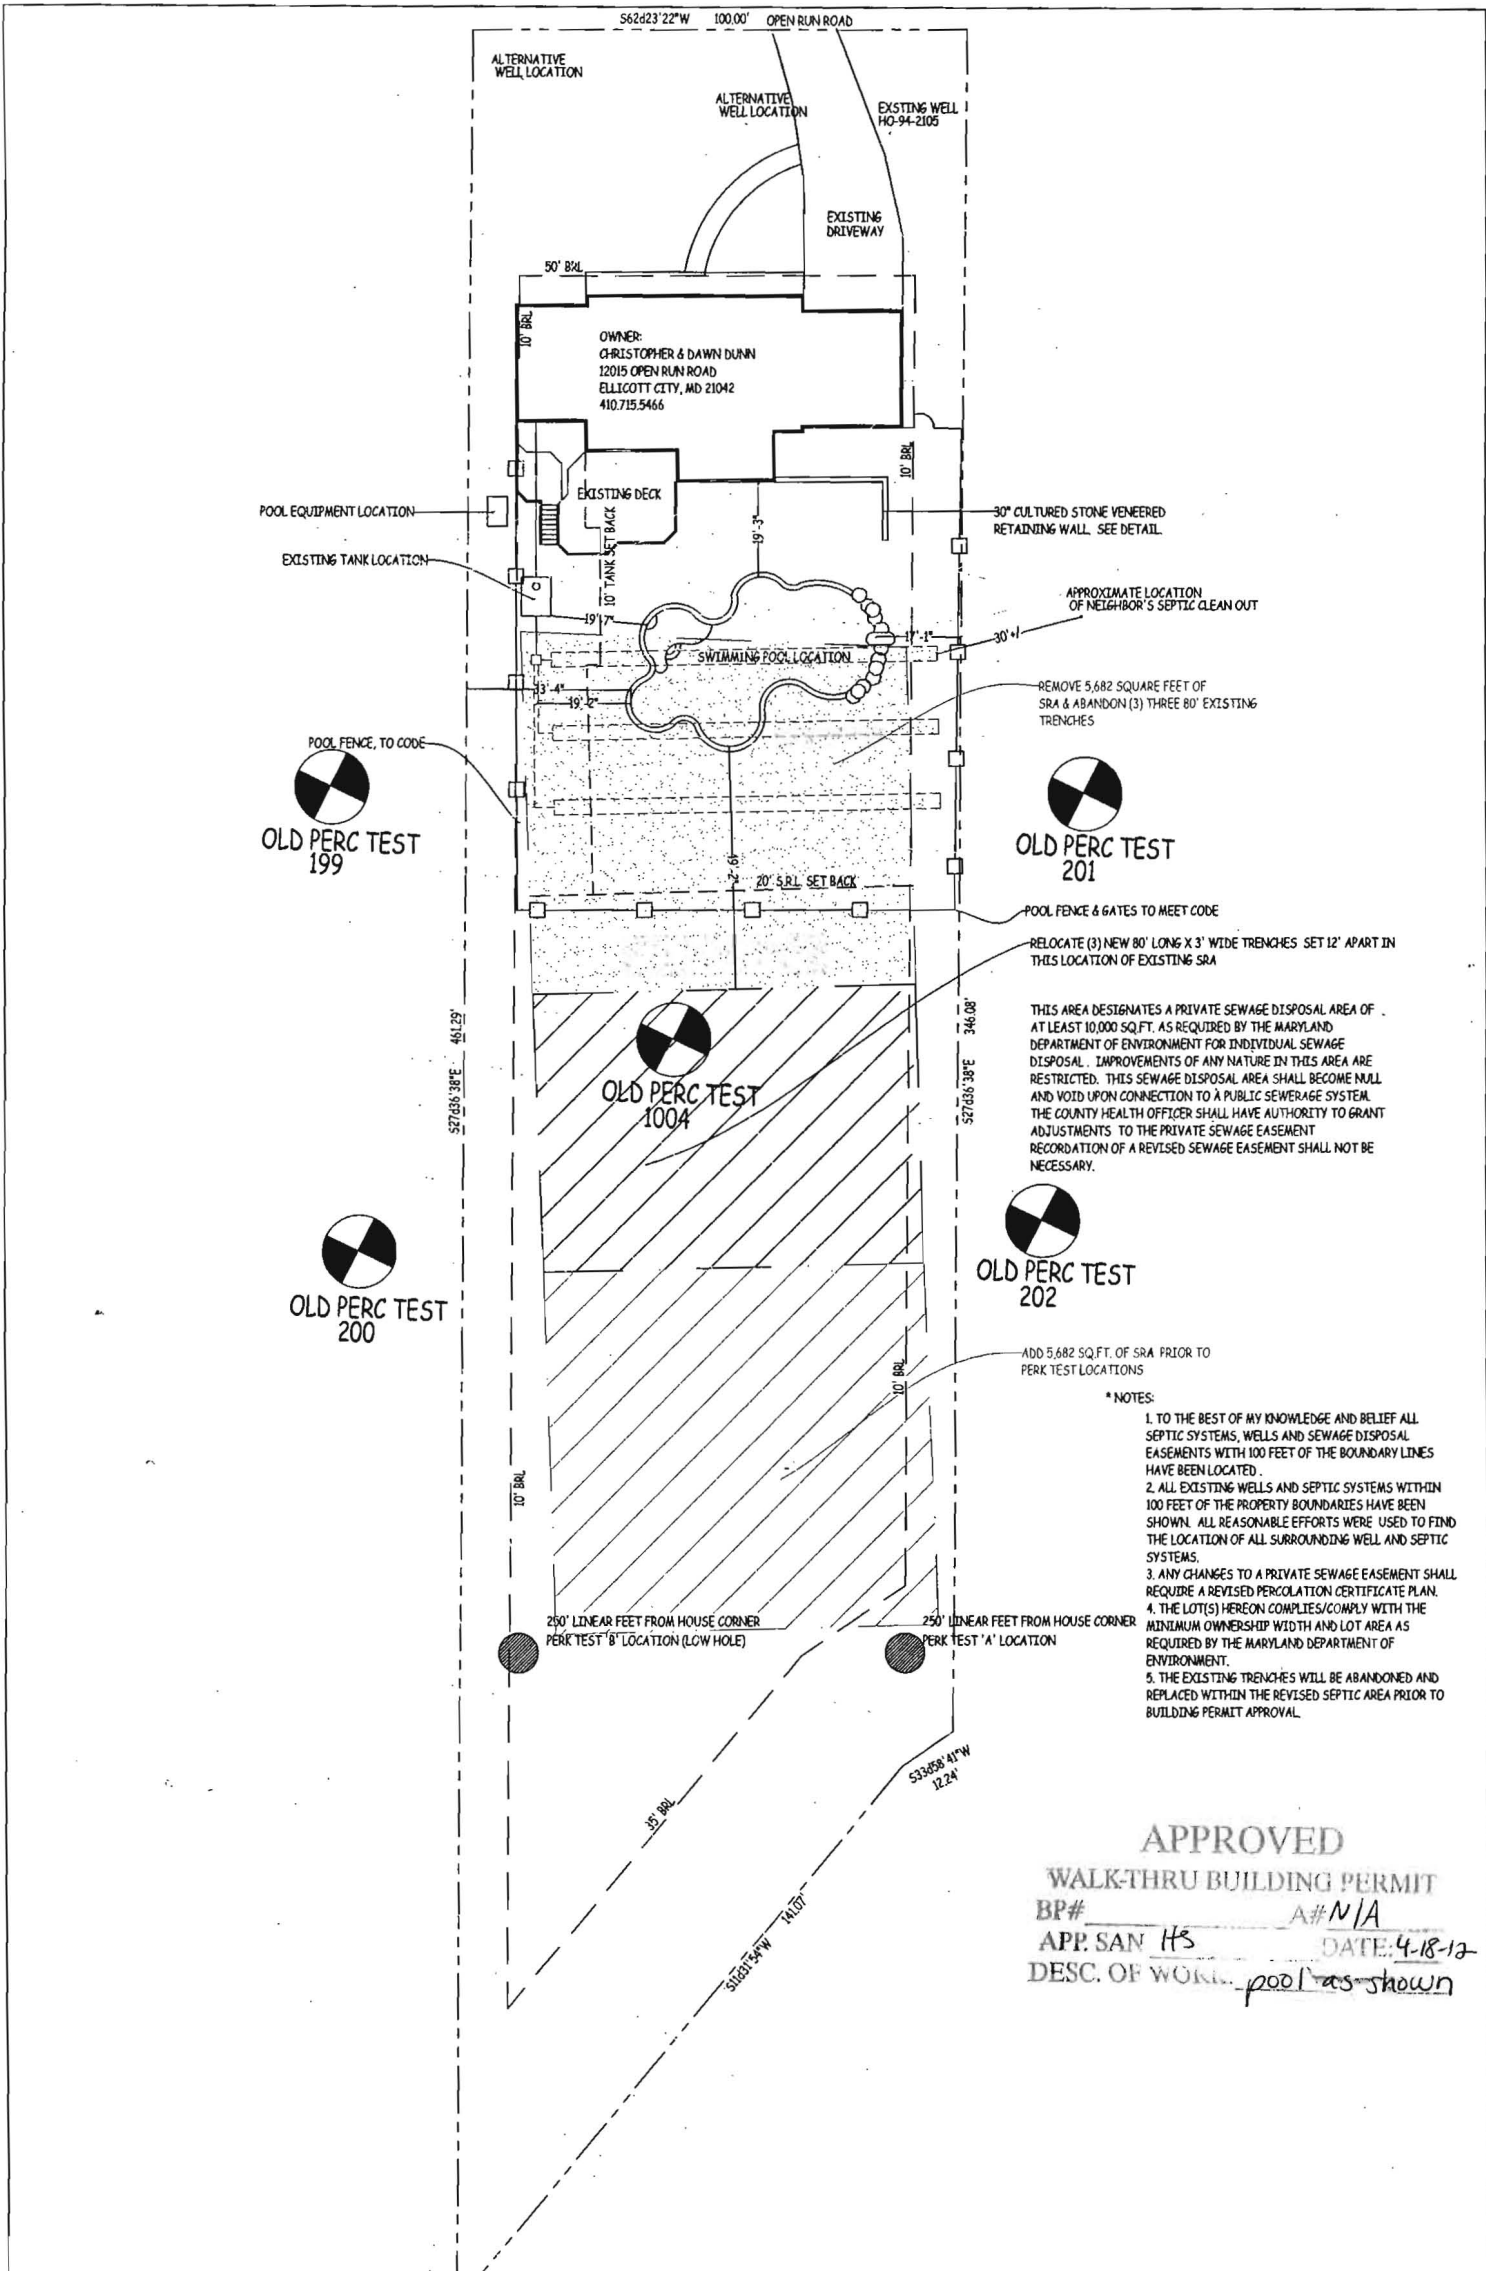 S62d23'22"W 100.00' OPEN RUN ROAD
ALTERNATIVE
WELL LOCATION
ALTERNATIVE
WELL LOCATION
EXSTING WELL
HO-94-2105
EXISTING
DRIVEWAY
50' BRL
10' BRL
OWNER:
CHRISTOPHER & DAWN DUNN
12015 OPEN RUN ROAD
ELLICOTT CITY, MD 21042
410.715.5466
10' BRL
EXISTING DECK
POOL EQUIPMENT LOCATION
30" CULTURED STONE VENEERED
RETAINING WALL SEE DETAIL
10' TANK SET BACK
19'-3"
EXISTING TANK LOCATION
APPROXIMATE LOCATION
OF NEIGHBOR'S SEPTIC CLEAN OUT
19'-7"
17'-1"
30'+/
SWIMMING POOL LOCATION
3'-4"
19'-2"
REMOVE 5,682 SQUARE FEET OF
SRA & ABANDON (3) THREE 80' EXISTING
TRENCHES
POOL FENCE, TO CODE
OLD PERC TEST
199
OLD PERC TEST
201
20' S.R.L. SET BACK
POOL FENCE & GATES TO MEET CODE
RELOCATE (3) NEW 80' LONG X 3' WIDE TRENCHES SET 12' APART IN
THIS LOCATION OF EXISTING SRA
S27d36'38"E 461.29'
S27d36'38"E 346.08'
OLD PERC TEST
1004
THIS AREA DESIGNATES A PRIVATE SEWAGE DISPOSAL AREA OF
AT LEAST 10,000 SQ.FT. AS REQUIRED BY THE MARYLAND
DEPARTMENT OF ENVIRONMENT FOR INDIVIDUAL SEWAGE
DISPOSAL. IMPROVEMENTS OF ANY NATURE IN THIS AREA ARE
RESTRICTED. THIS SEWAGE DISPOSAL AREA SHALL BECOME NULL
AND VOID UPON CONNECTION TO A PUBLIC SEWERAGE SYSTEM.
THE COUNTY HEALTH OFFICER SHALL HAVE AUTHORITY TO GRANT
ADJUSTMENTS TO THE PRIVATE SEWAGE EASEMENT
RECORDATION OF A REVISED SEWAGE EASEMENT SHALL NOT BE
NECESSARY.
OLD PERC TEST
200
OLD PERC TEST
202
ADD 5,682 SQ.FT. OF SRA PRIOR TO
PERK TEST LOCATIONS
10' BRL
10' BRL
* NOTES:
1. TO THE BEST OF MY KNOWLEDGE AND BELIEF ALL
SEPTIC SYSTEMS, WELLS AND SEWAGE DISPOSAL
EASEMENTS WITH 100 FEET OF THE BOUNDARY LINES
HAVE BEEN LOCATED.
2. ALL EXISTING WELLS AND SEPTIC SYSTEMS WITHIN
100 FEET OF THE PROPERTY BOUNDARIES HAVE BEEN
SHOWN. ALL REASONABLE EFFORTS WERE USED TO FIND
THE LOCATION OF ALL SURROUNDING WELL AND SEPTIC
SYSTEMS.
3. ANY CHANGES TO A PRIVATE SEWAGE EASEMENT SHALL
REQUIRE A REVISED PERCOLATION CERTIFICATE PLAN.
4. THE LOT(S) HEREON COMPLIES/COMPLY WITH THE
MINIMUM OWNERSHIP WIDTH AND LOT AREA AS
REQUIRED BY THE MARYLAND DEPARTMENT OF
ENVIRONMENT.
5. THE EXISTING TRENCHES WILL BE ABANDONED AND
REPLACED WITHIN THE REVISED SEPTIC AREA PRIOR TO
BUILDING PERMIT APPROVAL
250' LINEAR FEET FROM HOUSE CORNER
PERK TEST 'B' LOCATION (LOW HOLE)
250' LINEAR FEET FROM HOUSE CORNER
PERK TEST 'A' LOCATION
S33d58'41"W
12.24'
35' BRL
S11d31'54"W 141.07'
APPROVED
WALK-THRU BUILDING PERMIT
BP# A# N/A
APP. SAN HS DATE: 4-18-12
DESC. OF WORK: pool as shown